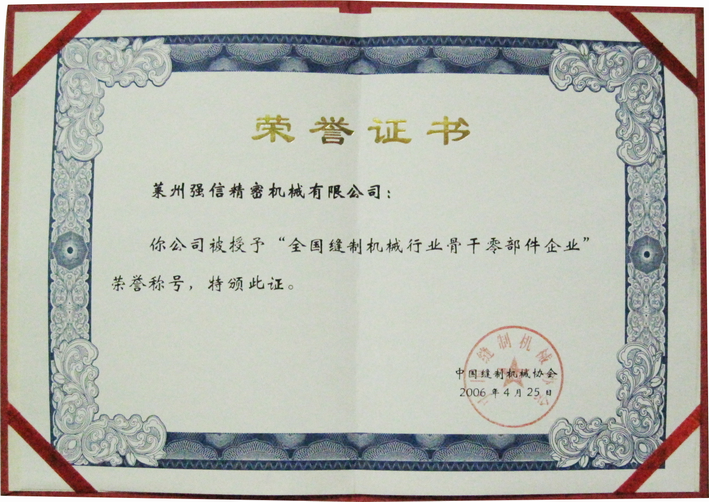 荣誉证书
莱州强信精密机械有限公司：
你公司被授予“全国缝制机械行业骨干零部件企业”
荣誉称号，特颁此证。
中国缝制机械协会
2006年4月25日